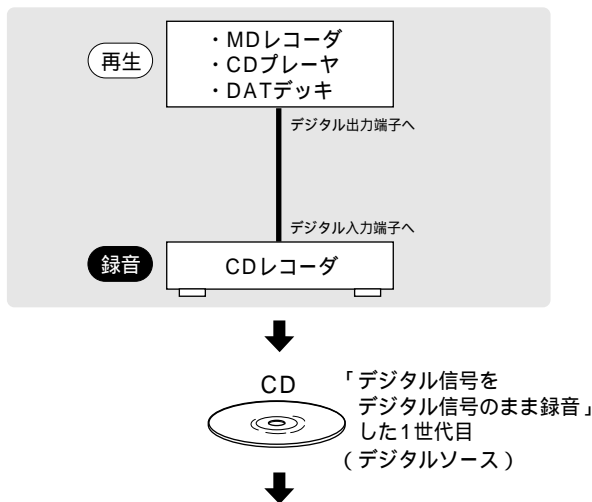 再生
・MDレコーダ
・CDプレーヤ
・DATデッキ
デジタル出力端子へ
デジタル入力端子へ
録音
CDレコーダ
CD
「デジタル信号を
デジタル信号のまま録音」
した1世代目
(デジタルソース)